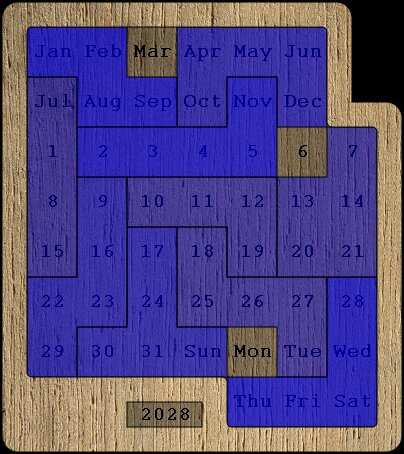 Jan Feb Mar Apr May Jun
Jul Aug Sep Oct Nov Dec
1 2 3 4 5 6 7
8 9 10 11 12 13 14
15 16 17 18 19 20 21
22 23 24 25 26 27 28
29 30 31 Sun Mon Tue Wed
Thu Fri Sat
2028